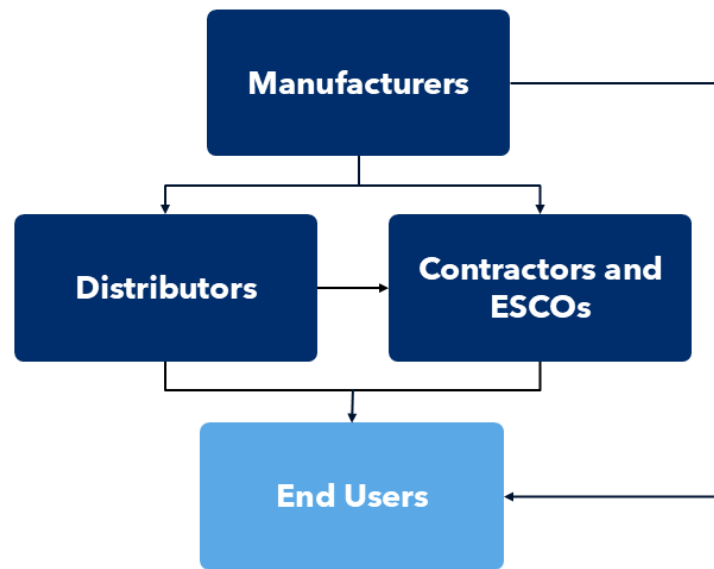 Manufacturers
Distributors
Contractors and
ESCOs
End Users